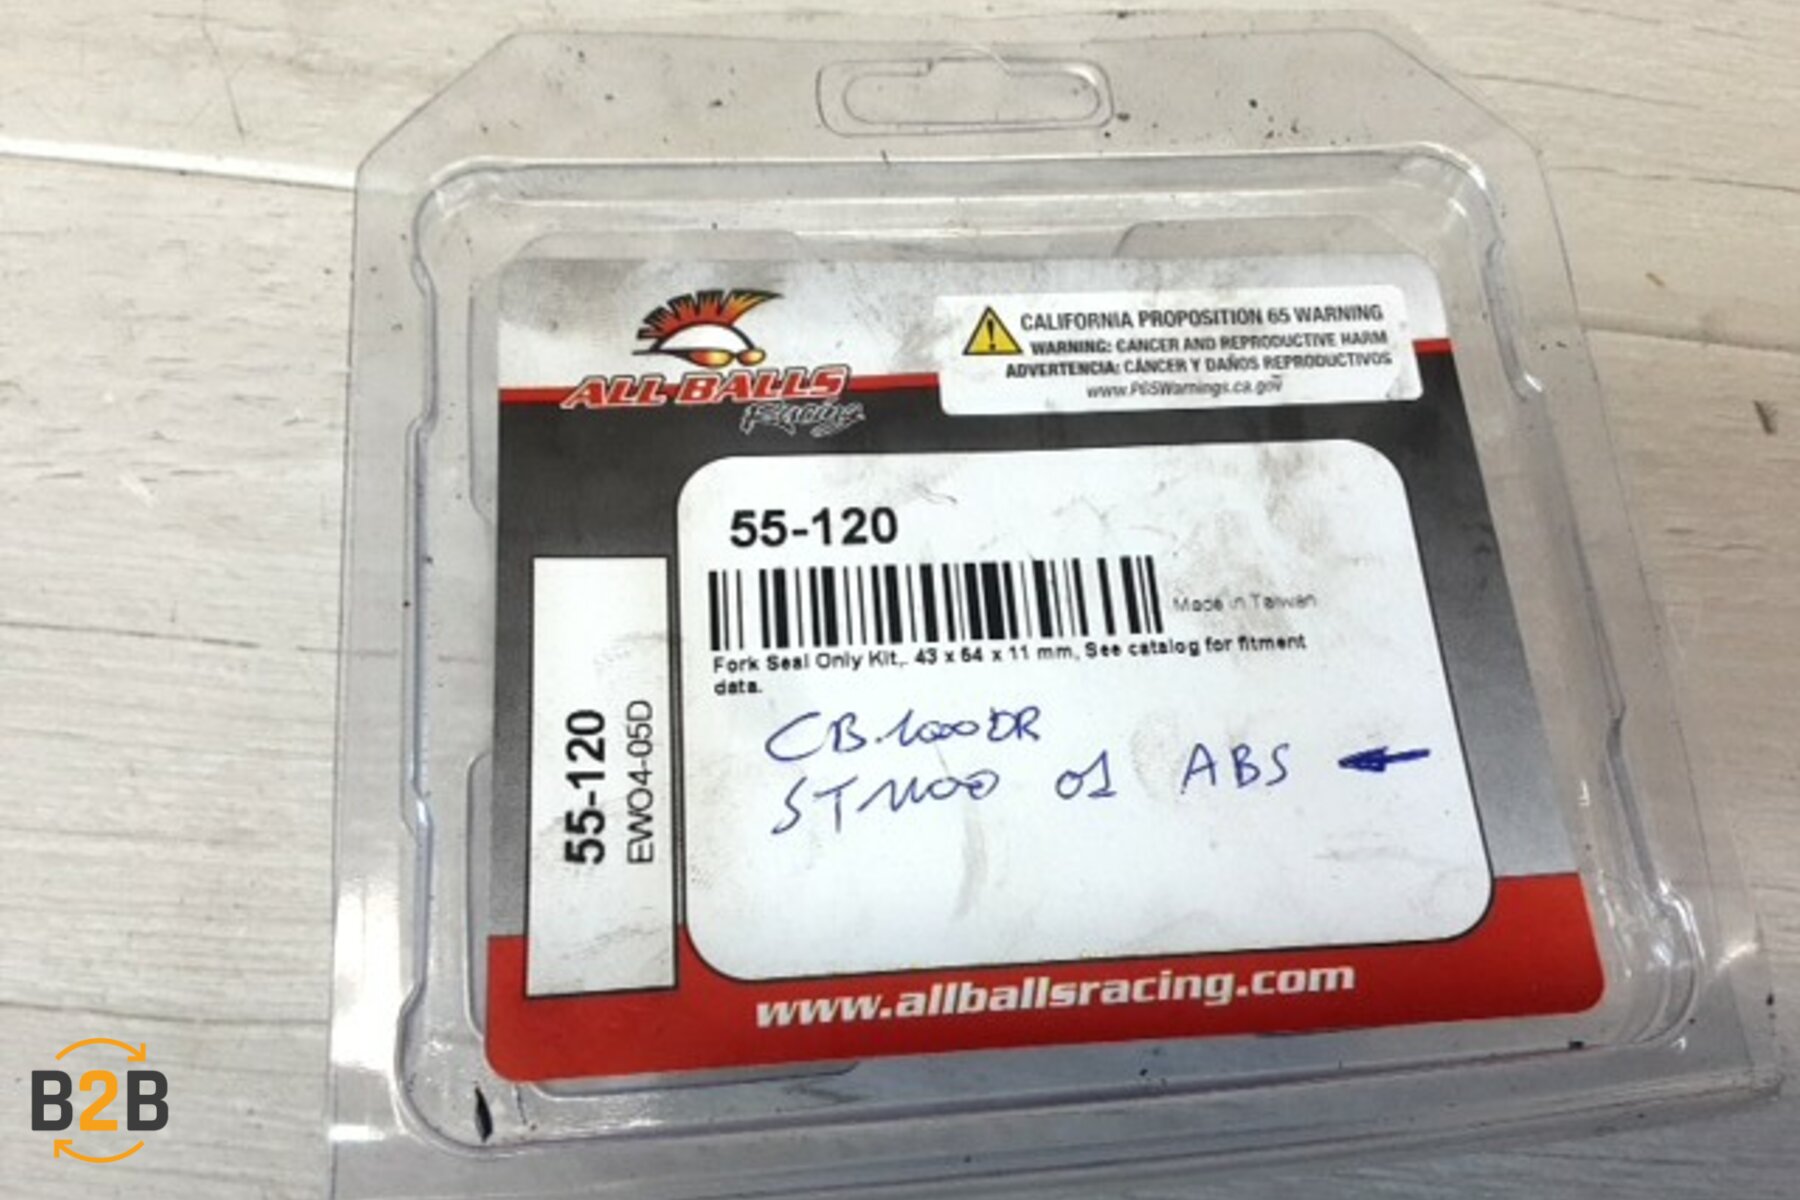 ALL BALLS
Racing
CALIFORNIA PROPOSITION 65 WARNING
WARNING: CANCER AND REPRODUCTIVE HARM
ADVERTENCIA: CÁNCER Y DAÑOS REPRODUCTIVOS
www.P65Warnings.ca.gov
55-120
Made in Taiwan
Fork Seal Only Kit,. 43 x 54 x 11 mm, See catalog for fitment
data.
CB.1000
ST1100 01 ABS
55-120
EWO4-05D
www.allballsracing.com
B2B